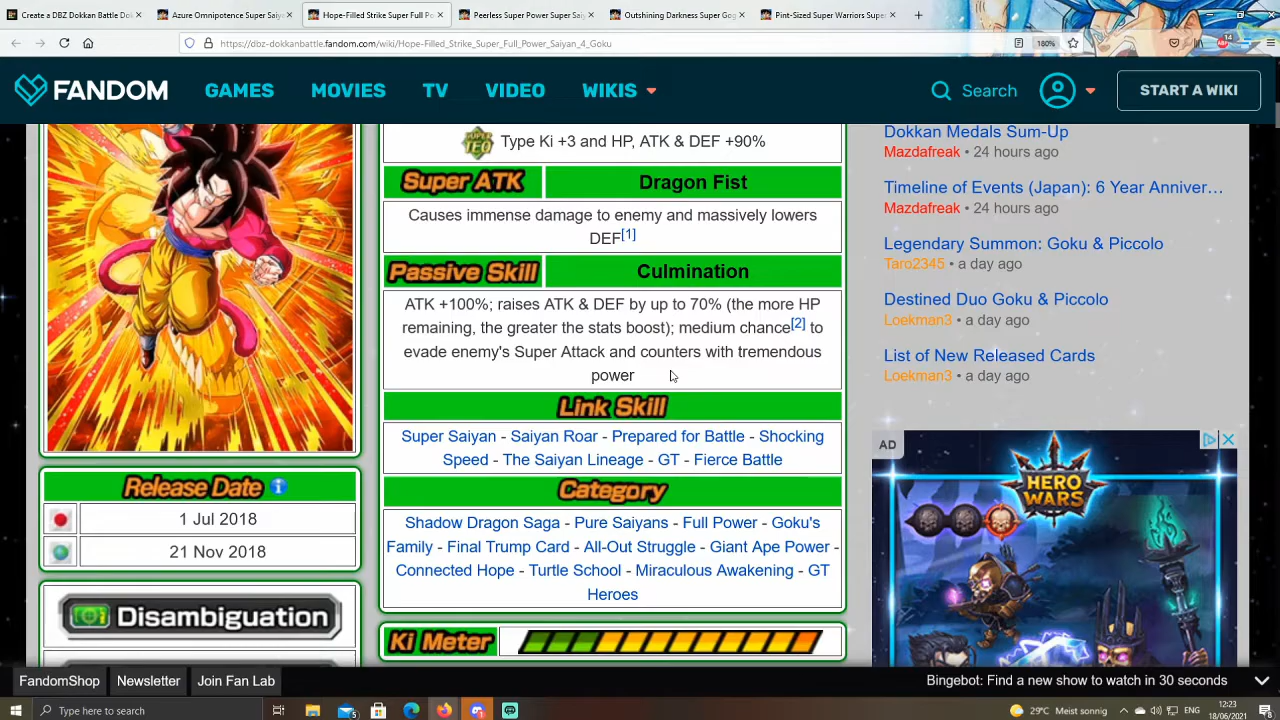 Create a DBZ Dokkan Battle Dok
Azure Omnipotence Super Saiye
Hope-Filled Strike Super Full Po
Peerless Super Power Super Saiy
Outshining Darkness Super Gog
Pint-Sized Super Warriors Super
https://dbz-dokkanbattle.fandom.com/wiki/Hope-Filled_Strike_Super_Full_Power_Saiyan_4_Goku
180%
14
FANDOM GAMES MOVIES TV VIDEO WIKIS Search START A WIKI
SUPER TEQ Type Ki +3 and HP, ATK & DEF +90%
Super ATK Dragon Fist
Causes immense damage to enemy and massively lowers
DEF[1]
Passive Skill Culmination
ATK +100%; raises ATK & DEF by up to 70% (the more HP
remaining, the greater the stats boost); medium chance[2] to
evade enemy's Super Attack and counters with tremendous
power
Link Skill
Super Saiyan - Saiyan Roar - Prepared for Battle - Shocking
Speed - The Saiyan Lineage - GT - Fierce Battle
Category
Shadow Dragon Saga - Pure Saiyans - Full Power - Goku's
Family - Final Trump Card - All-Out Struggle - Giant Ape Power -
Connected Hope - Turtle School - Miraculous Awakening - GT
Heroes
Ki Meter
Release Date
1 Jul 2018
21 Nov 2018
Disambiguation
Dokkan Medals Sum-Up
Mazdafreak • 24 hours ago
Timeline of Events (Japan): 6 Year Anniver…
Mazdafreak • 24 hours ago
Legendary Summon: Goku & Piccolo
Taro2345 • a day ago
Destined Duo Goku & Piccolo
Loekman3 • a day ago
List of New Released Cards
Loekman3 • a day ago
AD
HERO
WARS
FandomShop Newsletter Join Fan Lab
Bingebot: Find a new show to watch in 30 seconds
Type here to search
5
29°C Meist sonnig
ENG
12:23
18/06/2021
8